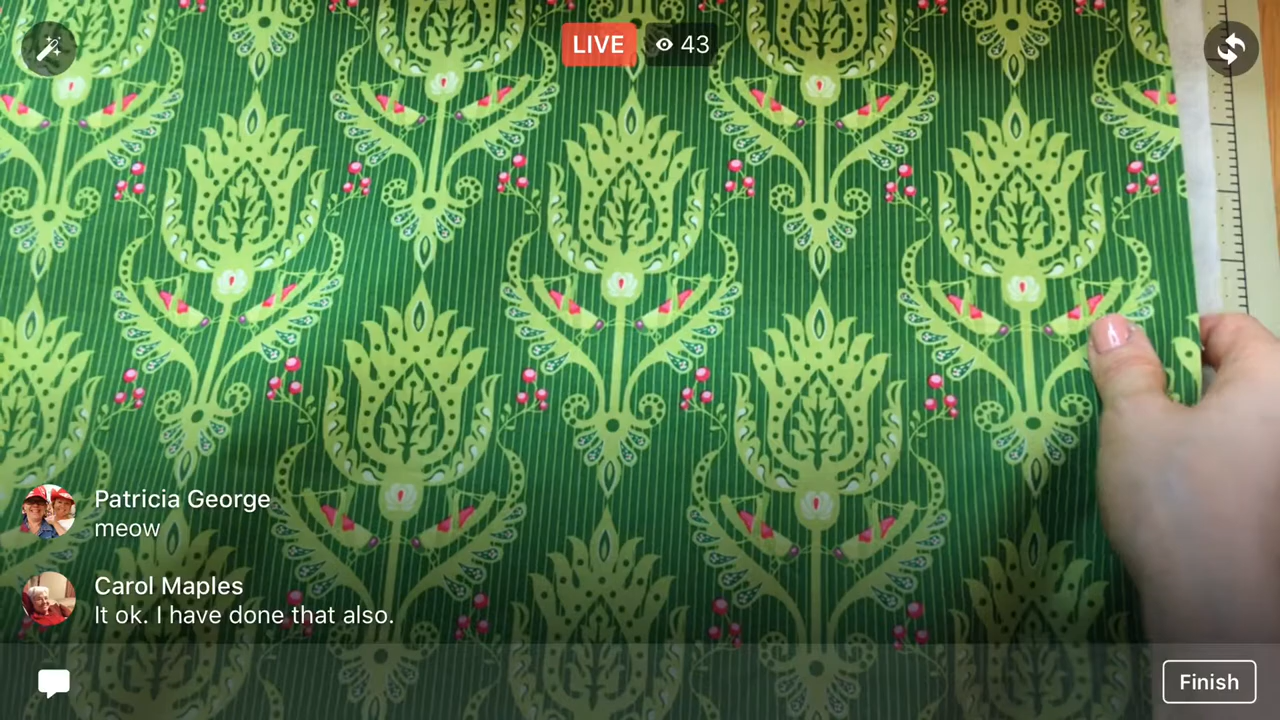 LIVE 43
Patricia George
meow
Carol Maples
It ok. I have done that also.
Finish